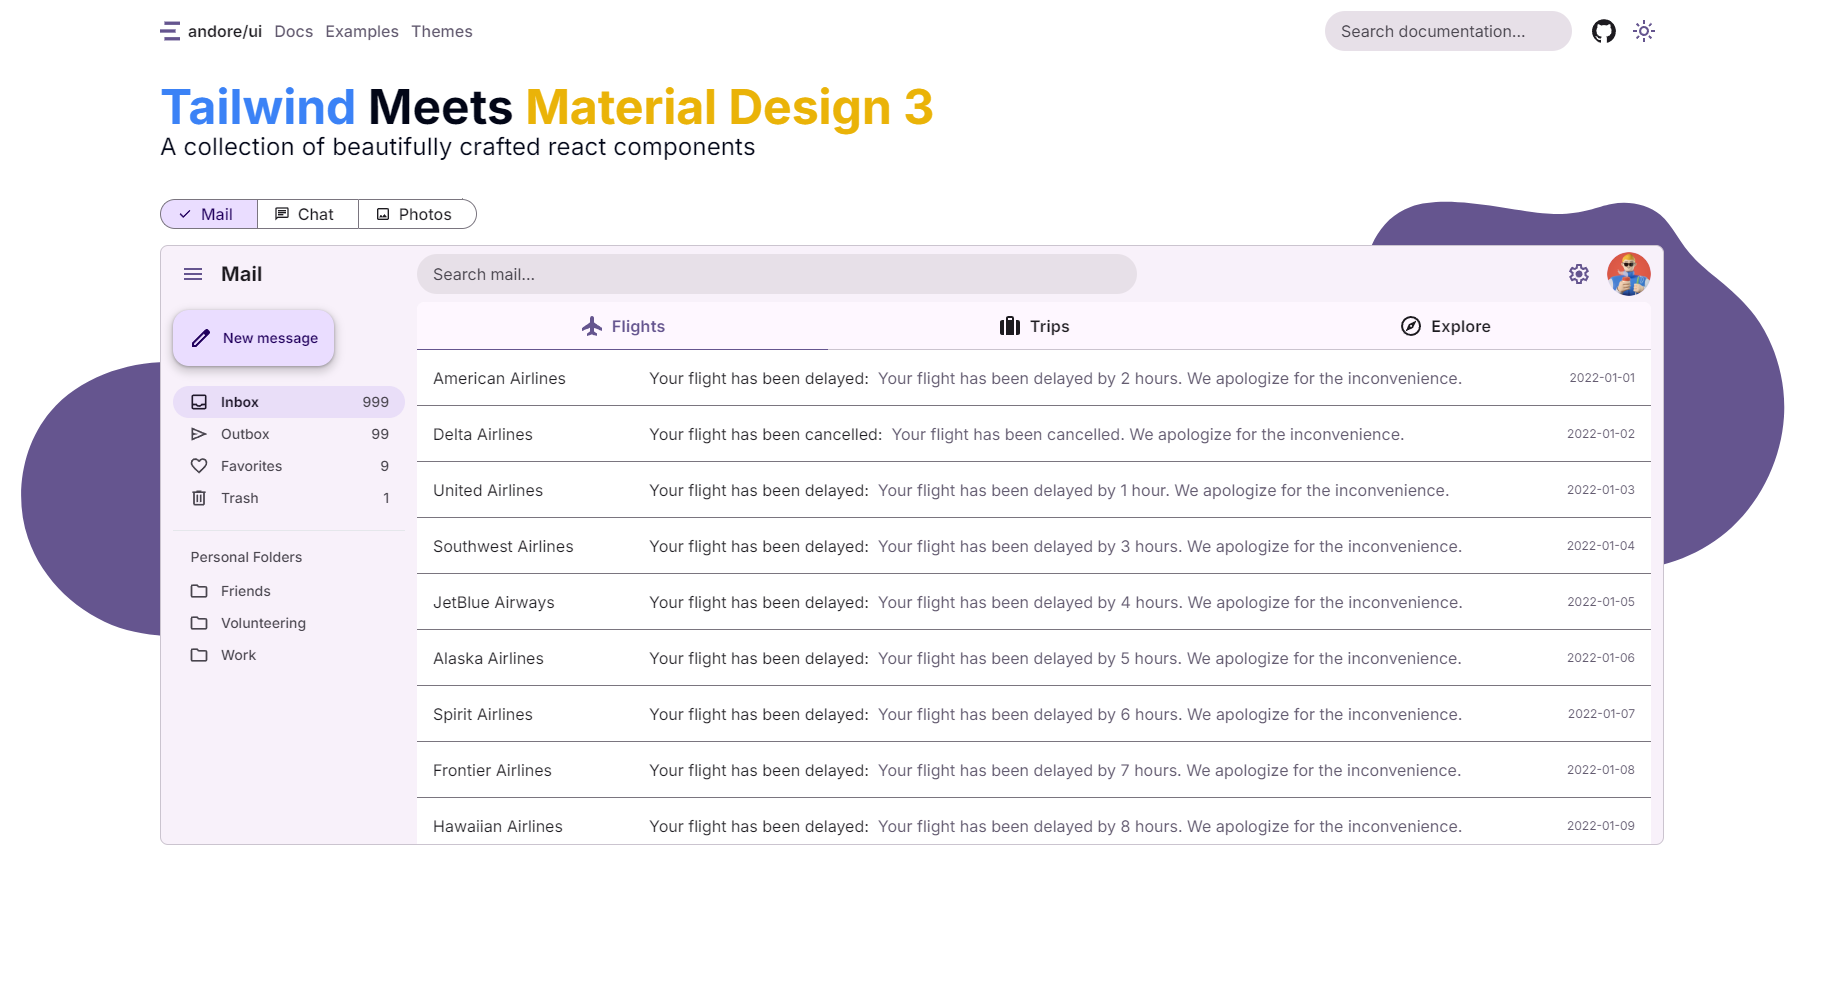 andore/ui Docs Examples Themes
Search documentation...
Tailwind Meets Material Design 3
A collection of beautifully crafted react components
Mail Chat Photos
Mail
Search mail...
New message
Inbox 999
Outbox 99
Favorites 9
Trash 1
Personal Folders
Friends
Volunteering
Work
Flights Trips Explore
American Airlines Your flight has been delayed: Your flight has been delayed by 2 hours. We apologize for the inconvenience. 2022-01-01
Delta Airlines Your flight has been cancelled: Your flight has been cancelled. We apologize for the inconvenience. 2022-01-02
United Airlines Your flight has been delayed: Your flight has been delayed by 1 hour. We apologize for the inconvenience. 2022-01-03
Southwest Airlines Your flight has been delayed: Your flight has been delayed by 3 hours. We apologize for the inconvenience. 2022-01-04
JetBlue Airways Your flight has been delayed: Your flight has been delayed by 4 hours. We apologize for the inconvenience. 2022-01-05
Alaska Airlines Your flight has been delayed: Your flight has been delayed by 5 hours. We apologize for the inconvenience. 2022-01-06
Spirit Airlines Your flight has been delayed: Your flight has been delayed by 6 hours. We apologize for the inconvenience. 2022-01-07
Frontier Airlines Your flight has been delayed: Your flight has been delayed by 7 hours. We apologize for the inconvenience. 2022-01-08
Hawaiian Airlines Your flight has been delayed: Your flight has been delayed by 8 hours. We apologize for the inconvenience. 2022-01-09